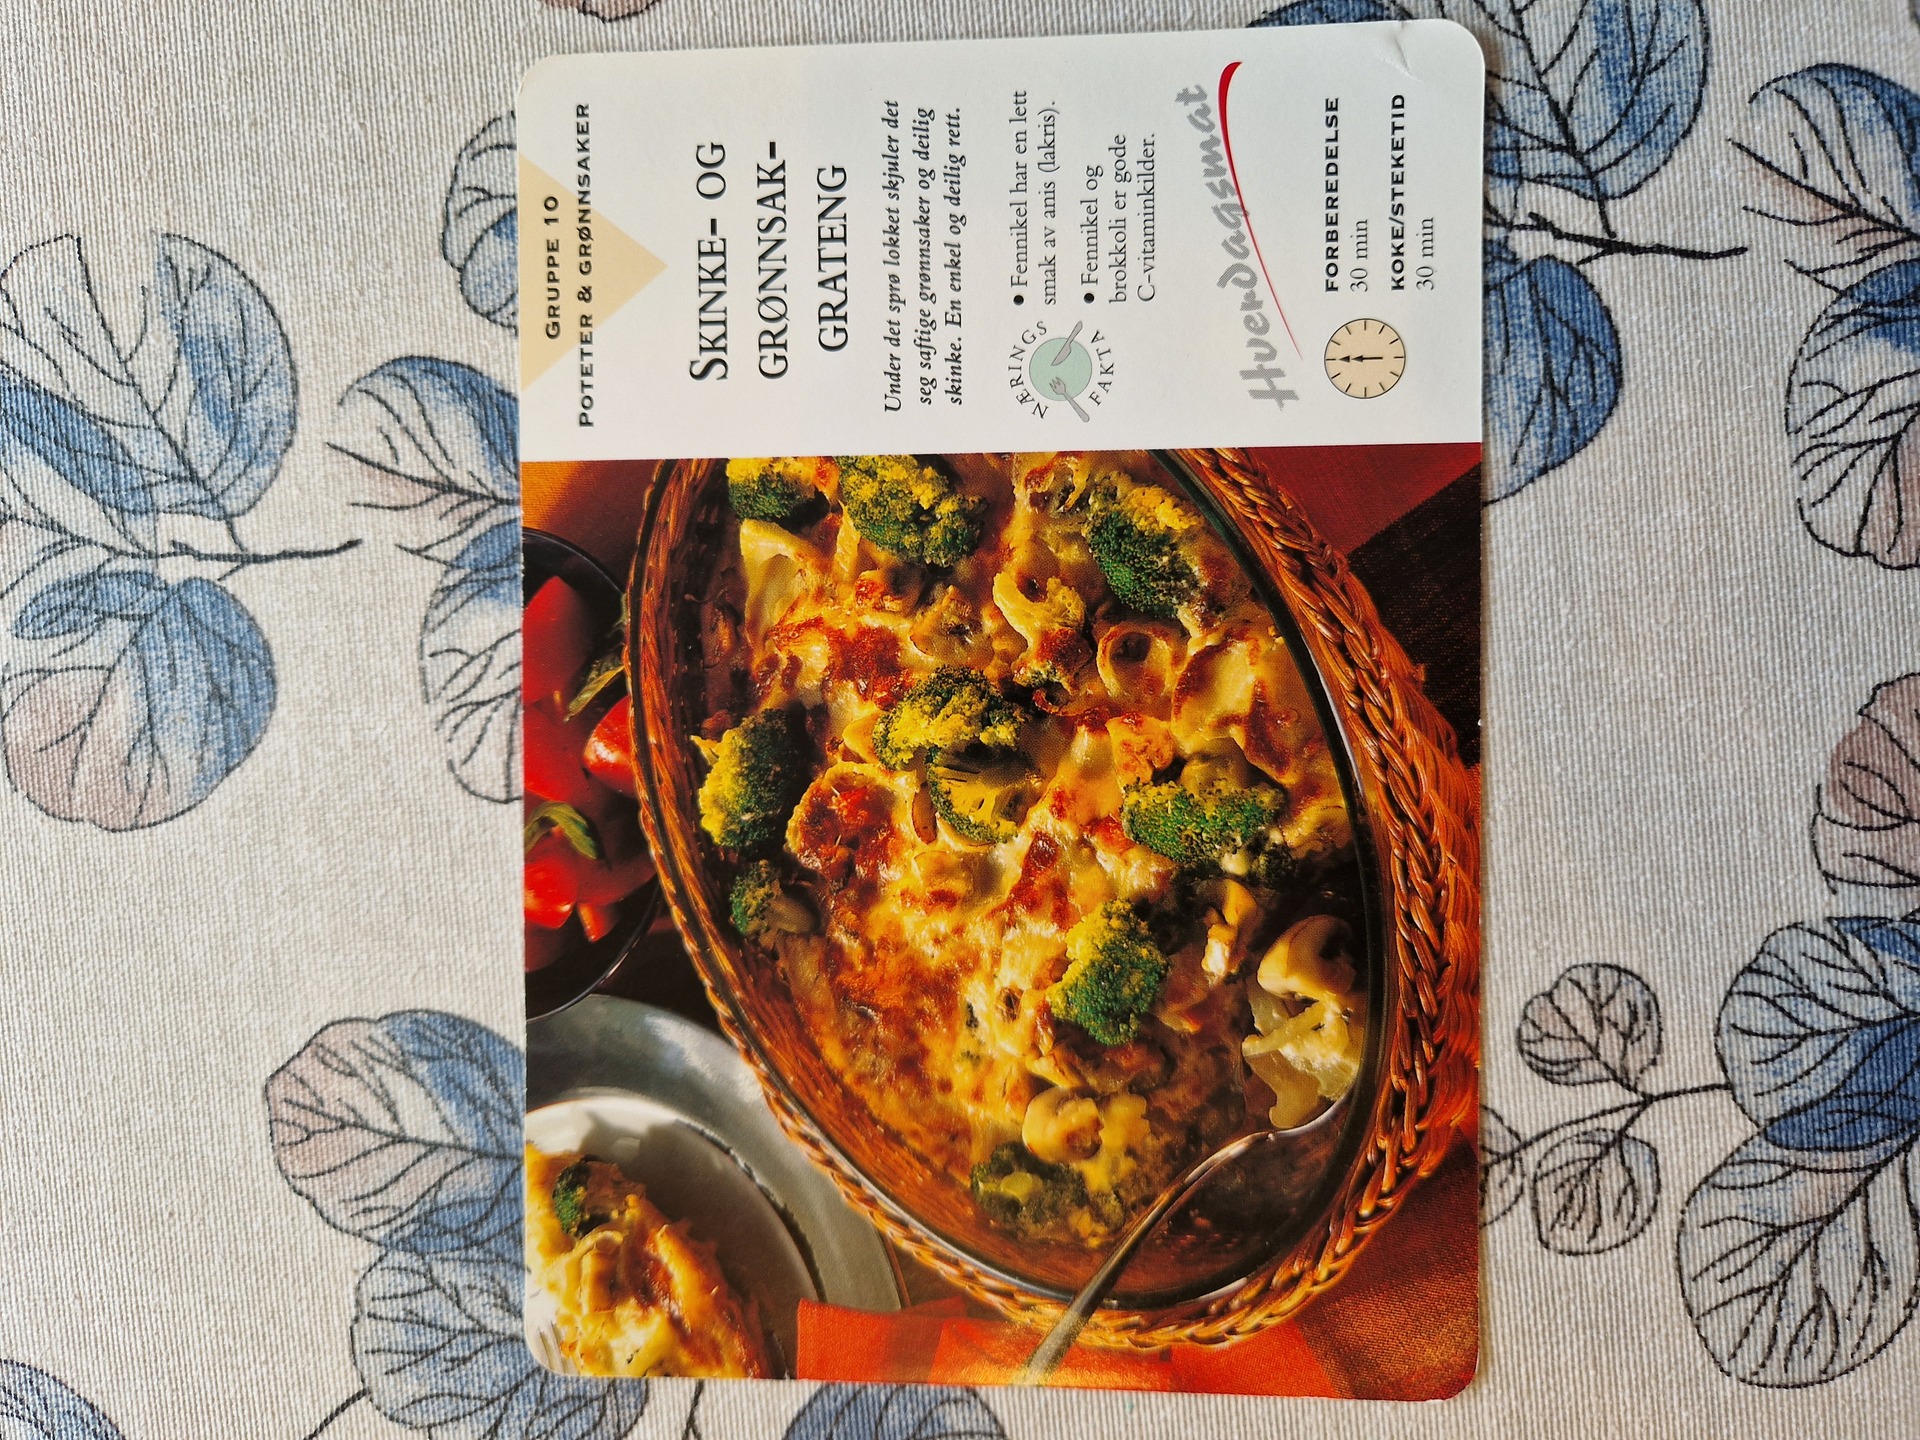 GRUPPE 10
POTETER & GRØNNSAKER
SKINKE- OG
GRØNNSAK-
GRATENG
Under det sprø lokket skjuler det
seg saftige grønnsaker og deilig
skinke. En enkel og deilig rett.
NÆRINGS
FAKTA
• Fennikel har en lett
smak av anis (lakris).
• Fennikel og
brokkoli er gode
C-vitaminkilder.
Hverdagsmat
FORBEREDELSE
30 min
KOKE/STEKETID
30 min